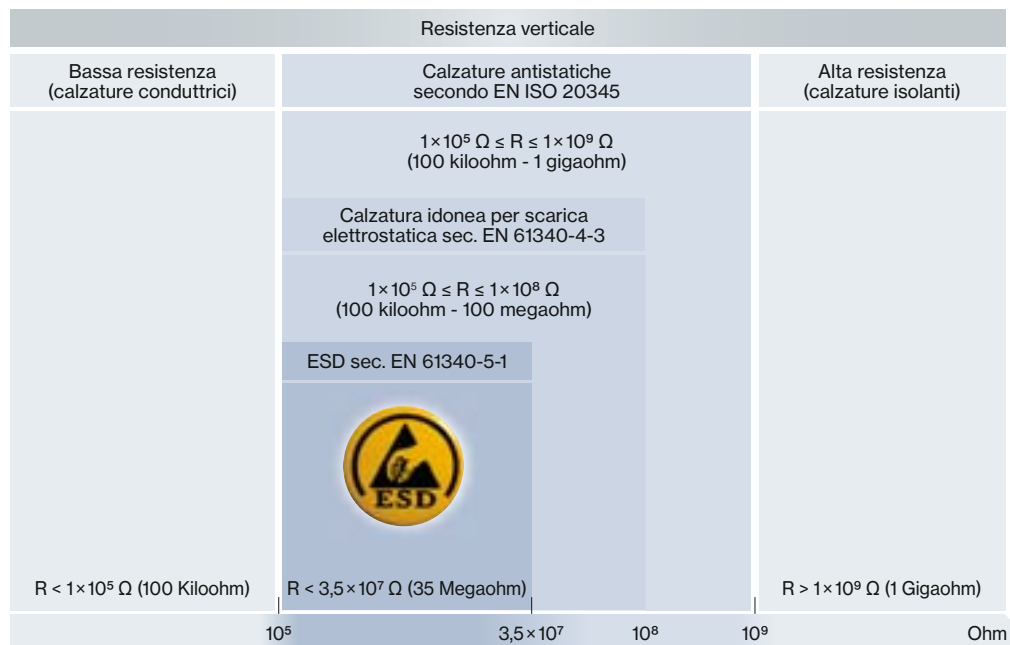 Resistenza verticale
Bassa resistenza
(calzature conduttrici)
Calzature antistatiche
secondo EN ISO 20345
Alta resistenza
(calzature isolanti)
1×10⁵ Ω ≤ R ≤ 1×10⁹ Ω
(100 kiloohm - 1 gigaohm)
Calzatura idonea per scarica
elettrostatica sec. EN 61340-4-3
1×10⁵ Ω ≤ R ≤ 1×10⁸ Ω
(100 kiloohm - 100 megaohm)
ESD sec. EN 61340-5-1
ESD
R < 1×10⁵ Ω (100 Kiloohm)
R < 3,5×10⁷ Ω (35 Megaohm)
R > 1×10⁹ Ω (1 Gigaohm)
10⁵ 3,5×10⁷ 10⁸ 10⁹ Ohm